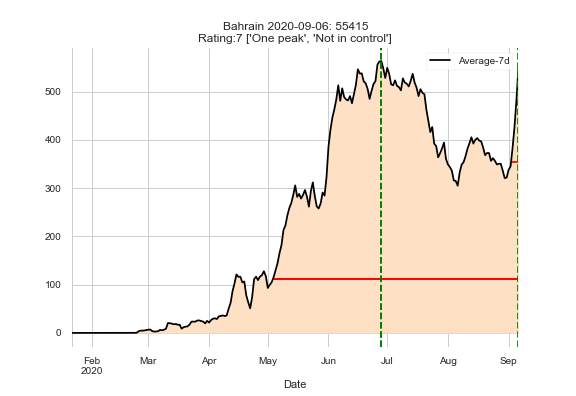 Bahrain 2020-09-06: 55415
Rating:7 ['One peak', 'Not in control']
Average-7d
500
400
300
200
100
0
Feb Mar Apr May Jun Jul Aug Sep
2020
Date